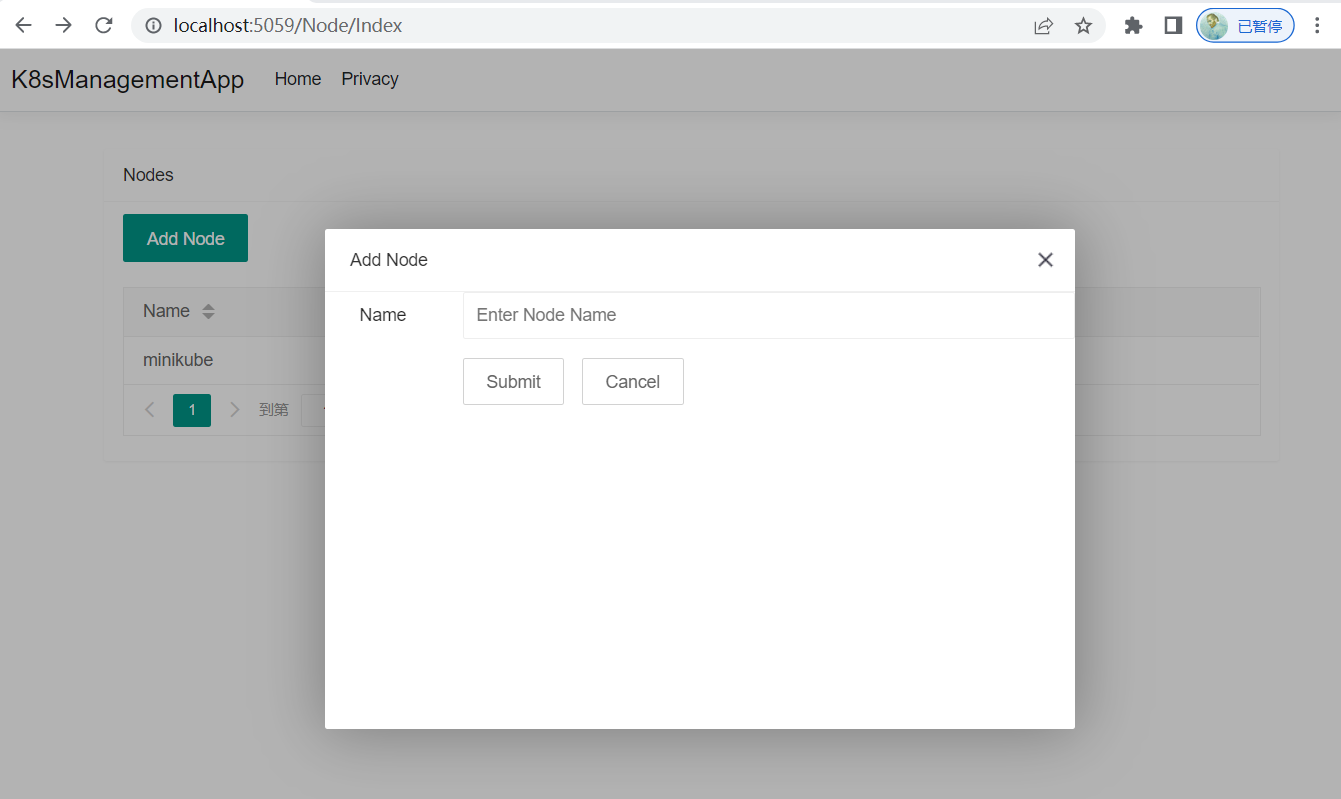 localhost:5059/Node/Index
已暂停
K8sManagementApp Home Privacy
Nodes
Add Node
Name
minikube
1 到第
Add Node
Name Enter Node Name
Submit Cancel